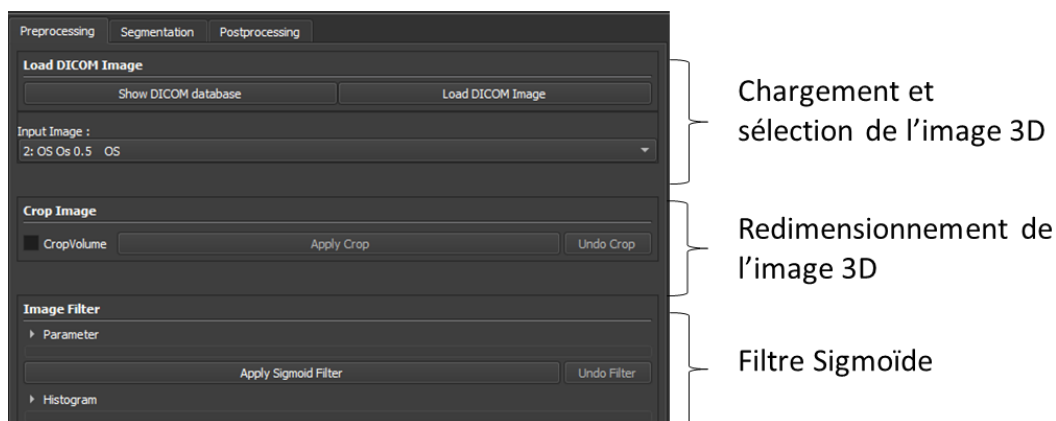 Preprocessing Segmentation Postprocessing
Load DICOM Image
Show DICOM database Load DICOM Image
Input Image :
2: OS Os 0.5 OS
Chargement et
sélection de l'image 3D
Crop Image
CropVolume Apply Crop Undo Crop
Redimensionnement de
l'image 3D
Image Filter
Parameter
Apply Sigmoid Filter Undo Filter
Histogram
Filtre Sigmoïde